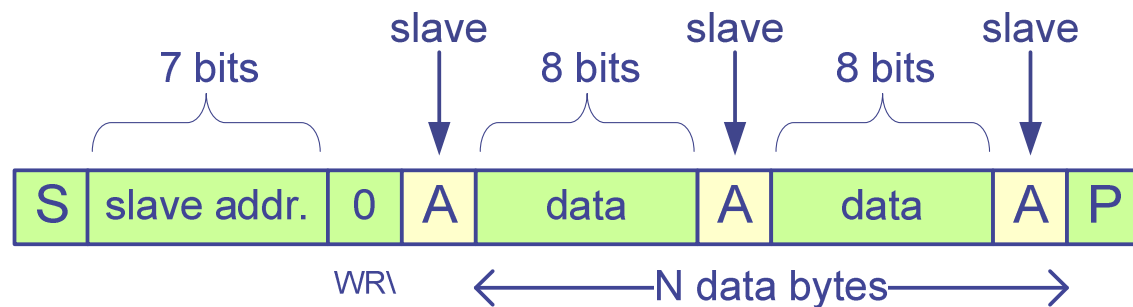 slave slave slave
7 bits 8 bits 8 bits
S slave addr. 0 A data A data A P
WR\ N data bytes